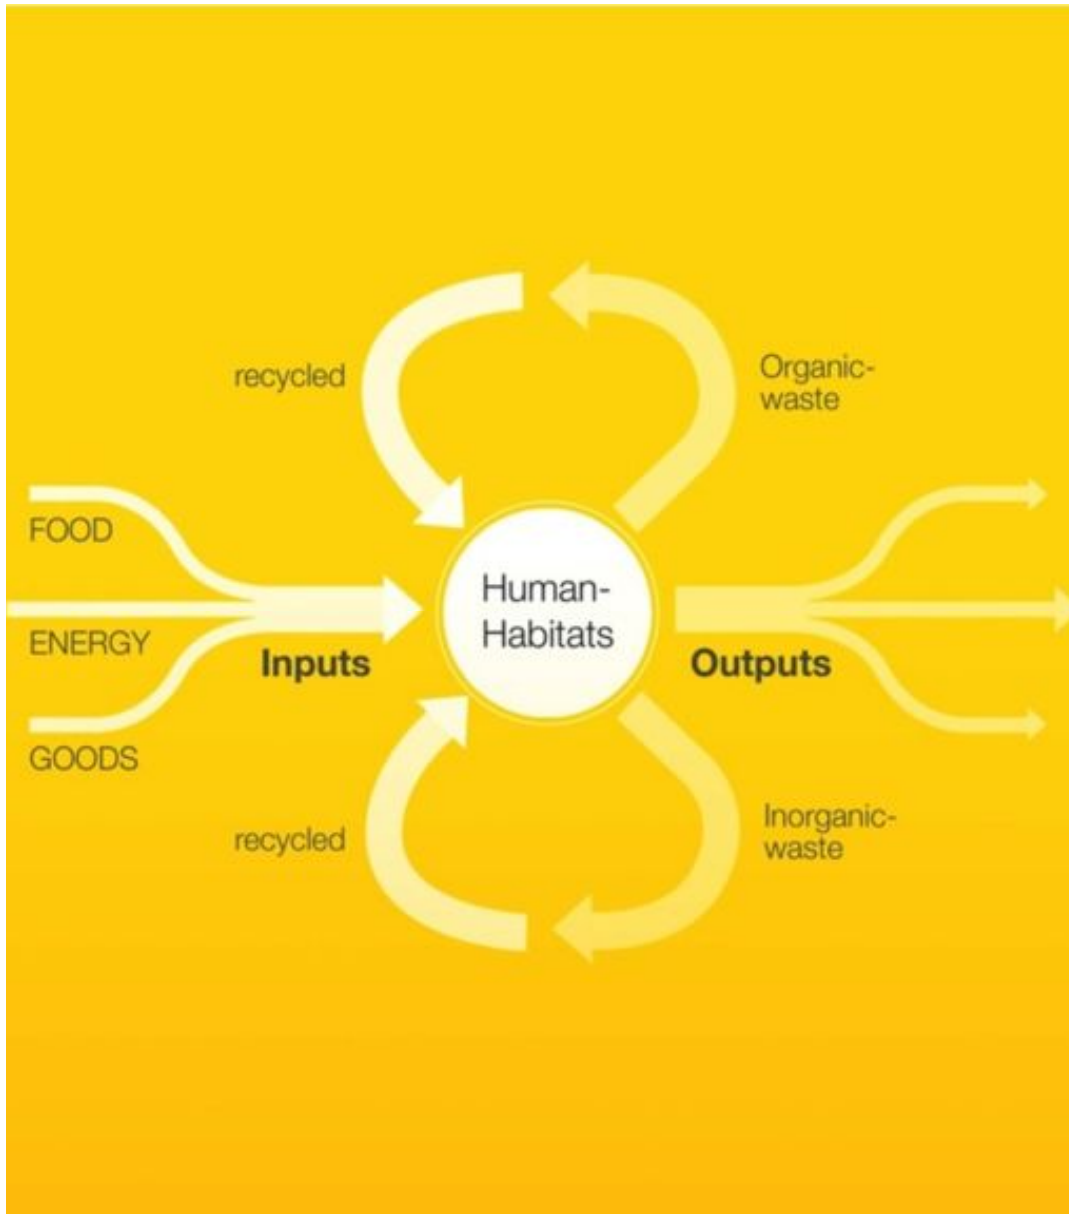 recycled
Organic-
waste
FOOD
Human-
Habitats
ENERGY
Inputs
Outputs
GOODS
recycled
Inorganic-
waste